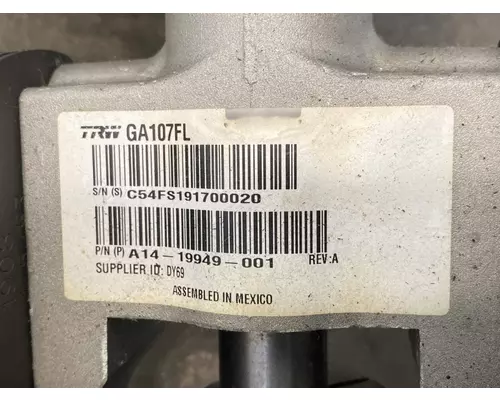 TRW GA107FL
S/N (S) C54FS191700020
P/N (P) A14-19949-001 REV:A
SUPPLIER ID: DY69
ASSEMBLED IN MEXICO